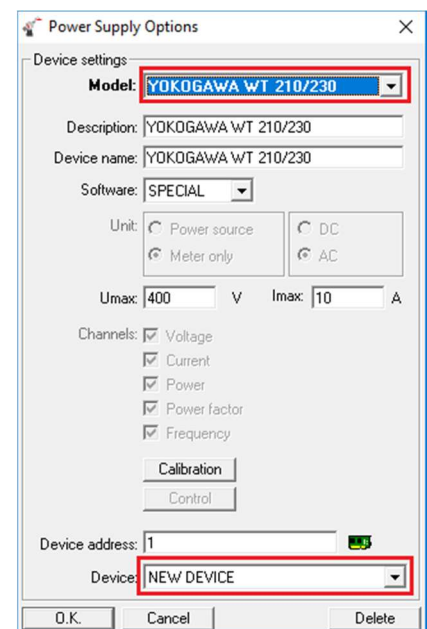 Power Supply Options
Device settings
Model: YOKOGAWA WT 210/230
Description: YOKOGAWA WT 210/230
Device name: YOKOGAWA WT 210/230
Software: SPECIAL
Unit: Power source DC
Meter only AC
Umax: 400 V Imax: 10 A
Channels: Voltage
Current
Power
Power factor
Frequency
Calibration
Control
Device address: 1
Device: NEW DEVICE
O.K. Cancel Delete